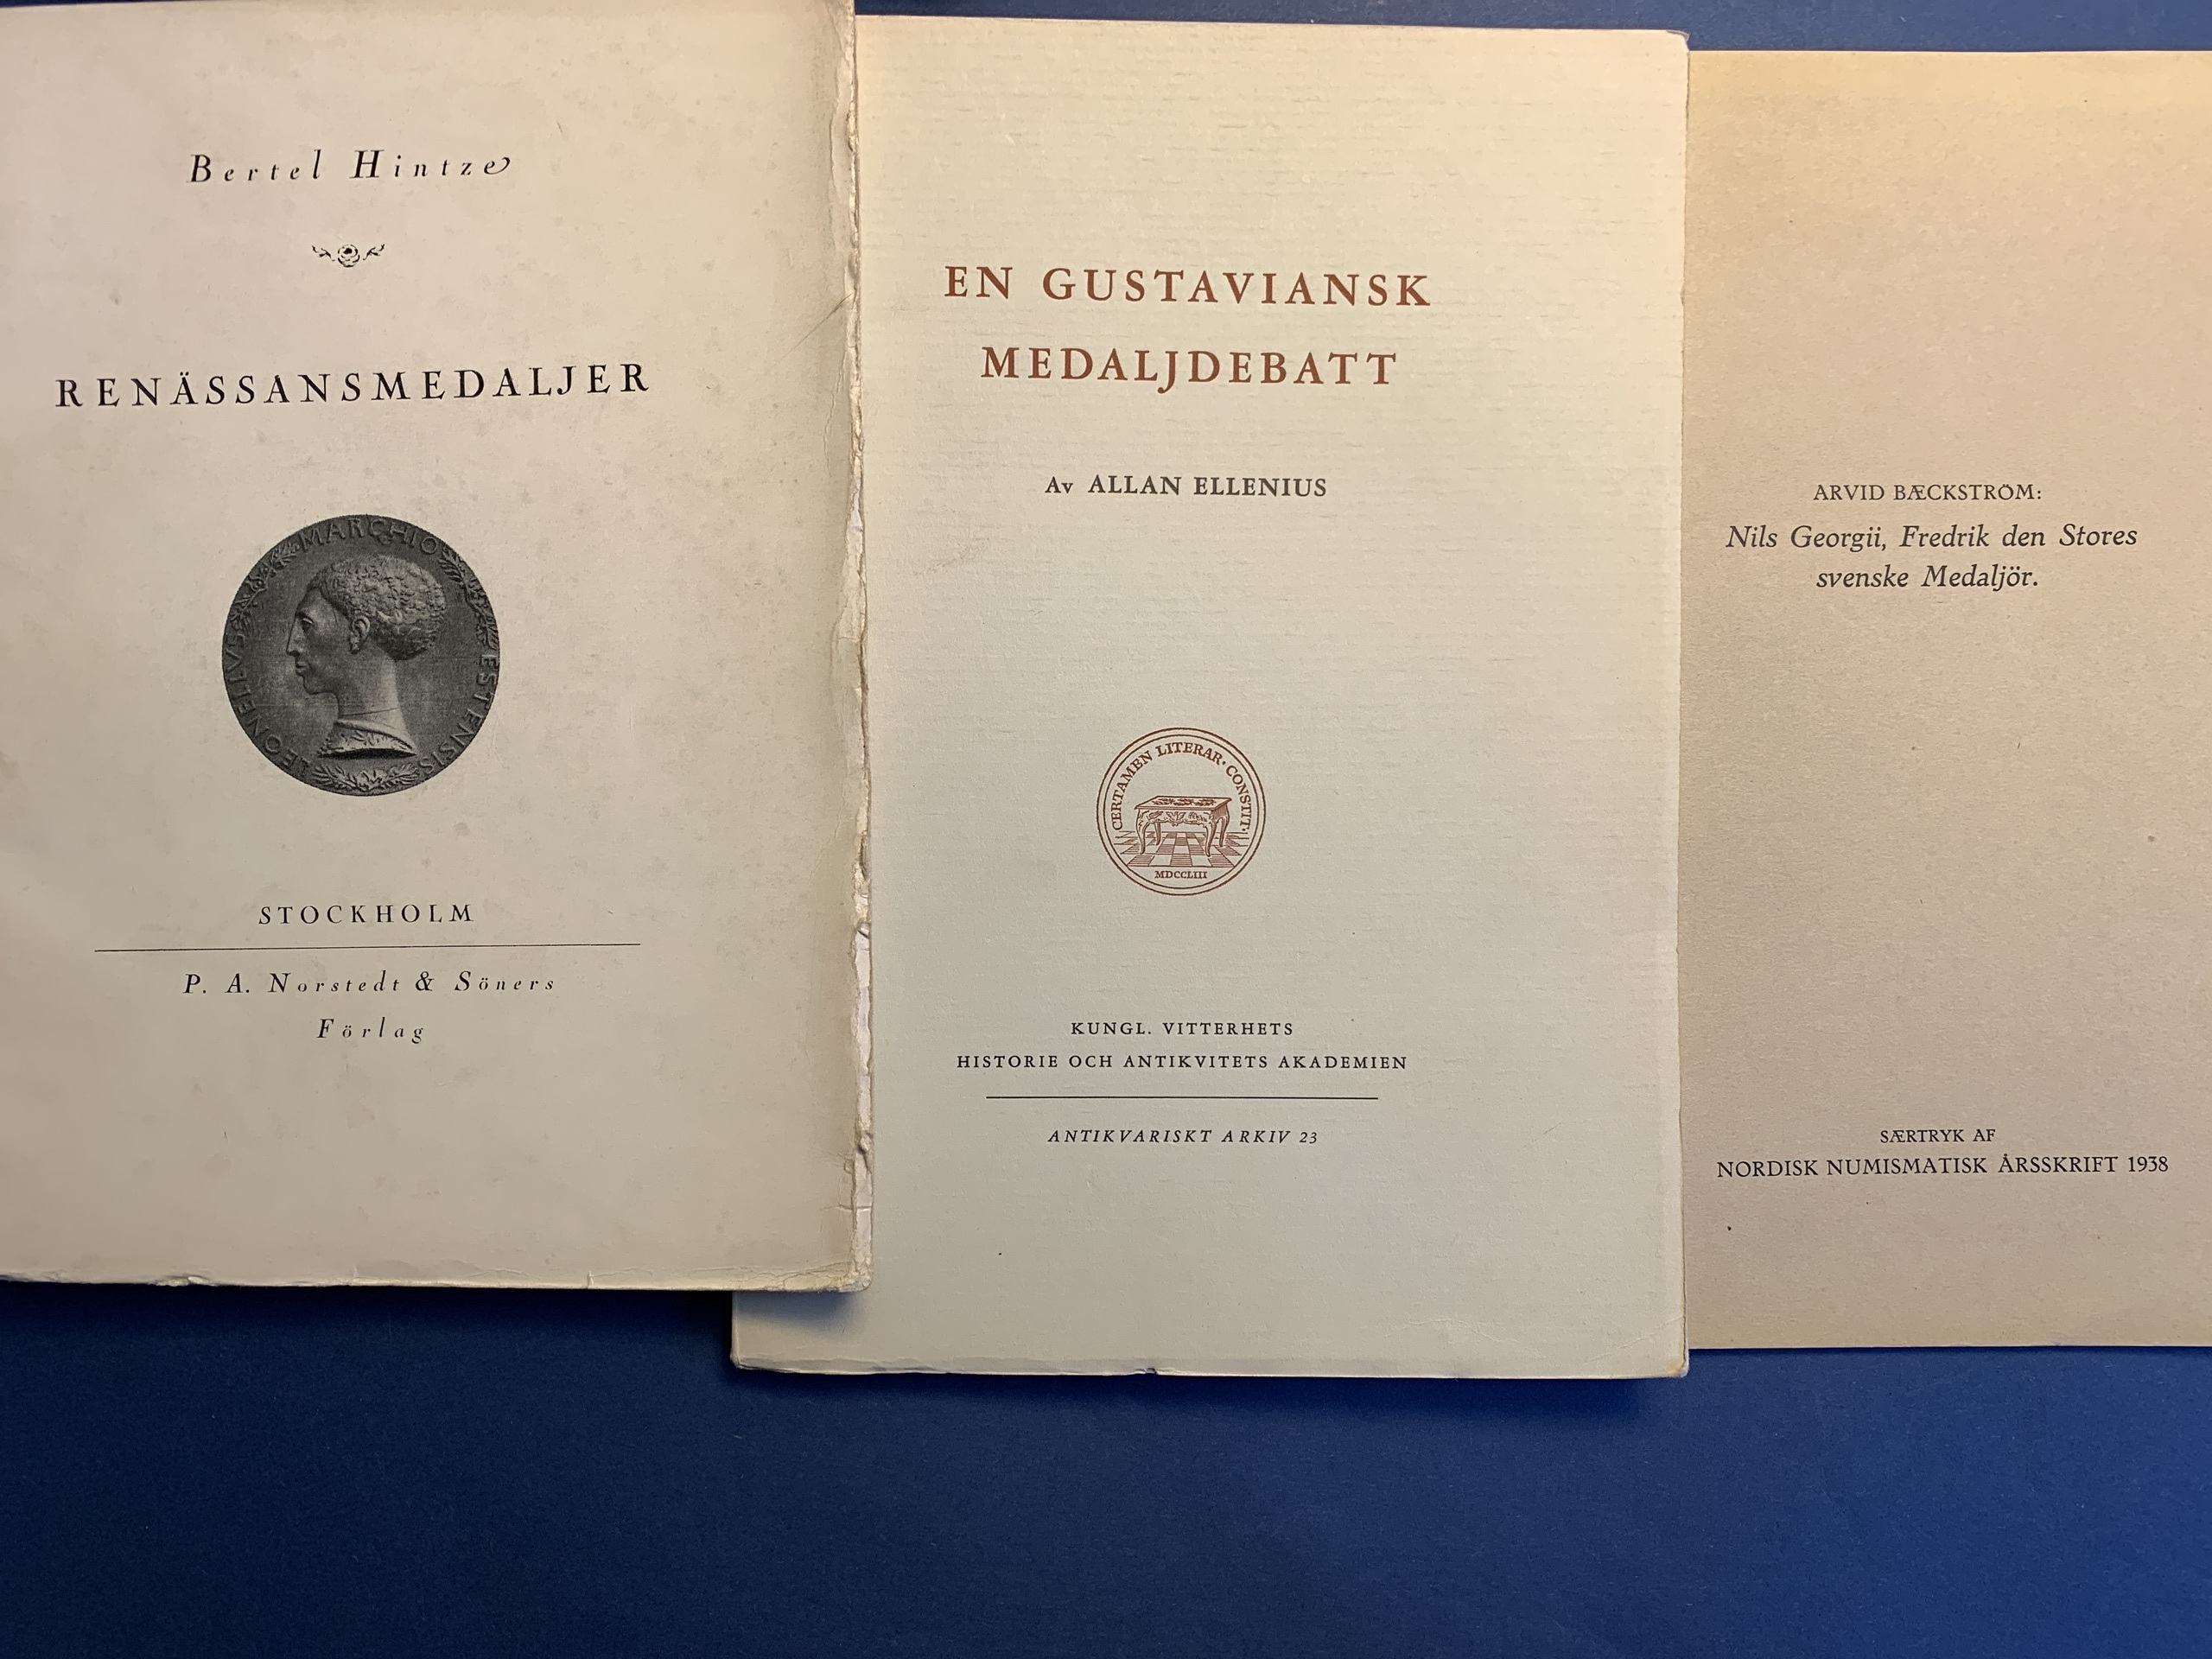 Bertel Hintze
RENÄSSANSMEDALJER
LEONELLVS MARCHIO ESTENSIS
STOCKHOLM
P. A. Norstedt & Söners
Förlag
EN GUSTAVIANSK
MEDALJDEBATT
Av ALLAN ELLENIUS
CERTAMEN LITERAR· CONSTIT·
MDCCLIII
KUNGL. VITTERHETS
HISTORIE OCH ANTIKVITETS AKADEMIEN
ANTIKVARISKT ARKIV 23
ARVID BÆCKSTRÖM:
Nils Georgii, Fredrik den Stores
svenske Medaljör.
SÆRTRYK AF
NORDISK NUMISMATISK ÅRSSKRIFT 1938